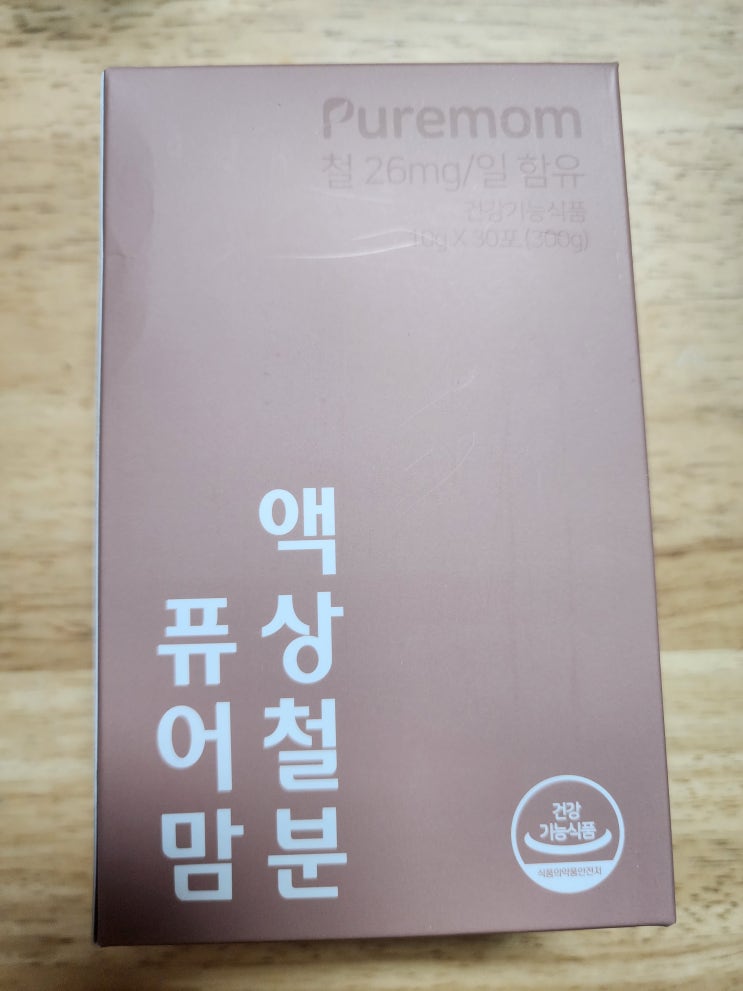 Puremom
철 26mg/일 함유
건강기능식품
10g X 30포 (300g)
액상철분
퓨어맘
건강
기능식품
식품의약품안전처